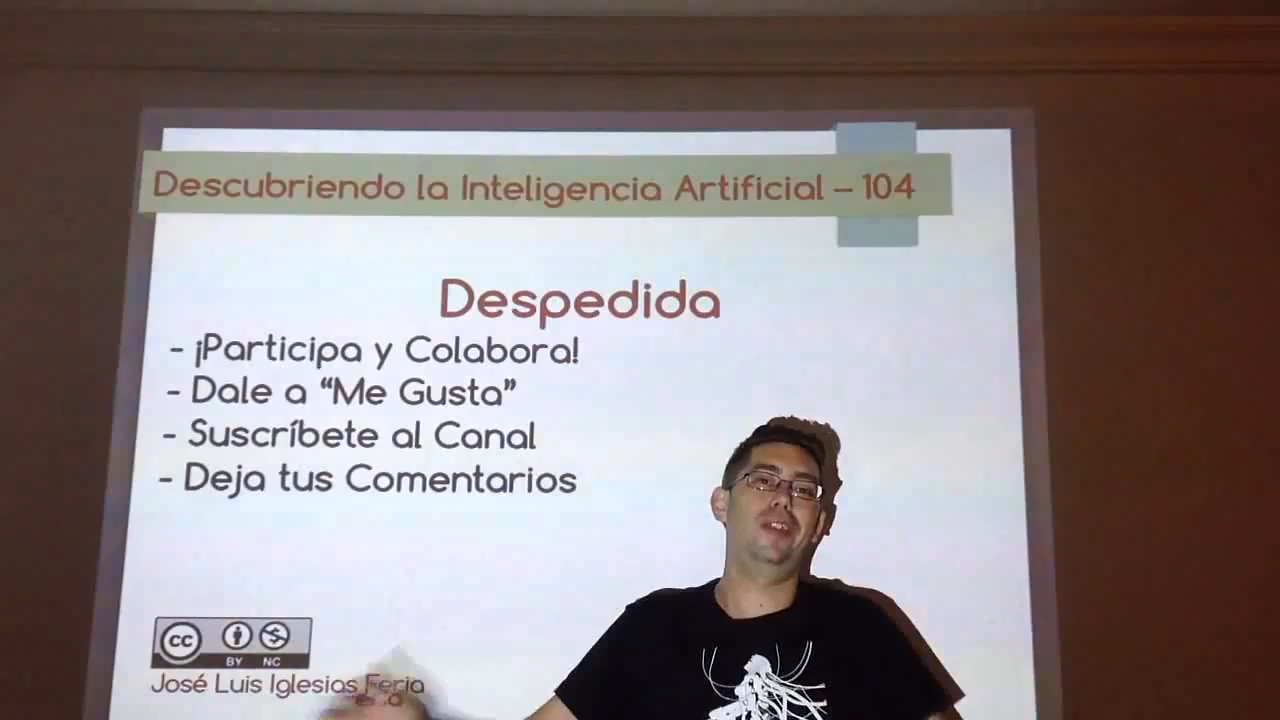 Descubriendo la Inteligencia Artificial – 104
Despedida
- ¡Participa y Colabora!
- Dale a “Me Gusta”
- Suscríbete al Canal
- Deja tus Comentarios
cc
BY NC
José Luis Iglesias Feria